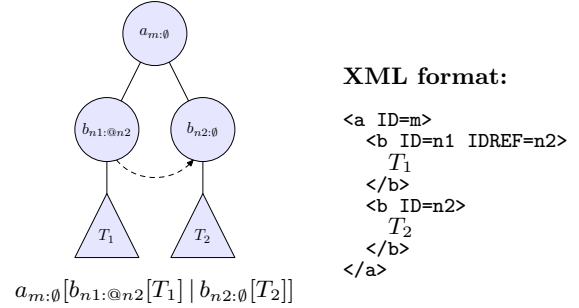 a_{m:∅}
b_{n1:@n2}
b_{n2:∅}
T_1
T_2
a_{m:∅}[b_{n1:@n2}[T_1] | b_{n2:∅}[T_2]]
XML format:
<a ID=m>
<b ID=n1 IDREF=n2>
T_1
</b>
<b ID=n2>
T_2
</b>
</a>